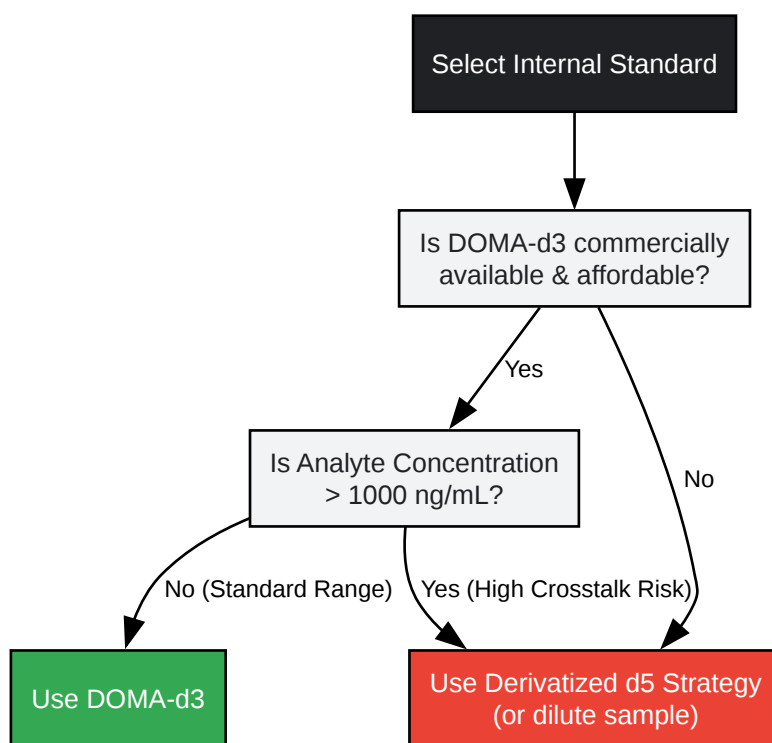 Select Internal Standard
Is DOMA-d3 commercially
available & affordable?
Yes
Is Analyte Concentration
> 1000 ng/mL?
No
No (Standard Range)
Yes (High Crosstalk Risk)
Use DOMA-d3
Use Derivatized d5 Strategy
(or dilute sample)